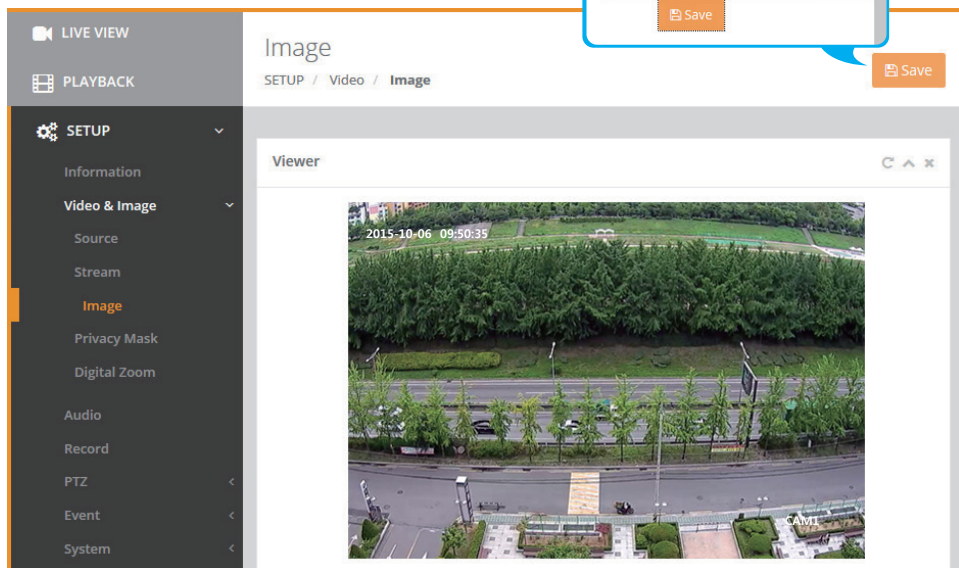 Save
LIVE VIEW
PLAYBACK
SETUP
Information
Video & Image
Source
Stream
Image
Privacy Mask
Digital Zoom
Audio
Record
PTZ
Event
System
Image
SETUP / Video / Image
Save
Viewer
2015-10-06 09:50:35
CAM1